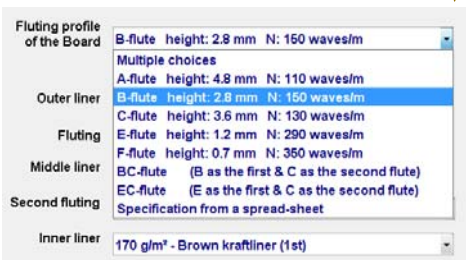 Fluting profile
of the Board
B-flute height: 2.8 mm N: 150 waves/m
Multiple choices
A-flute height: 4.8 mm N: 110 waves/m
Outer liner
B-flute height: 2.8 mm N: 150 waves/m
C-flute height: 3.6 mm N: 130 waves/m
Fluting
E-flute height: 1.2 mm N: 290 waves/m
F-flute height: 0.7 mm N: 350 waves/m
Middle liner
BC-flute (B as the first & C as the second flute)
EC-flute (E as the first & C as the second flute)
Second fluting
Specification from a spread-sheet
Inner liner
170 g/m² - Brown kraftliner (1st)